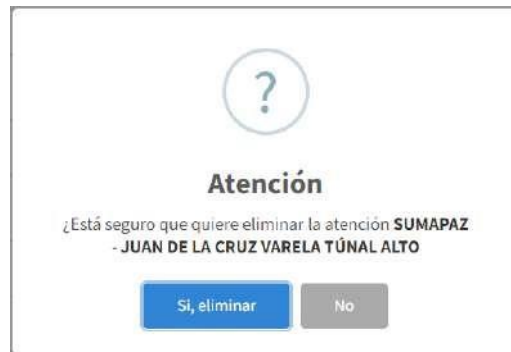 ?
Atención
¿Está seguro que quiere eliminar la atención SUMAPAZ
- JUAN DE LA CRUZ VARELA TÚNAL ALTO
Si, eliminar
No